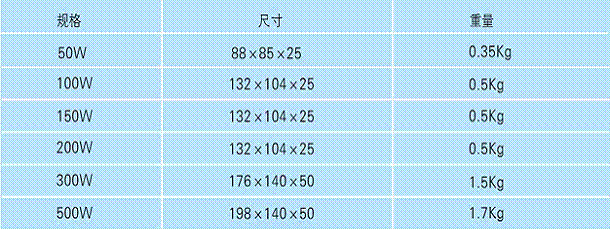 规格 尺寸 重量
50W 88×85×25 0.35Kg
100W 132×104×25 0.5Kg
150W 132×104×25 0.5Kg
200W 132×104×25 0.5Kg
300W 176×140×50 1.5Kg
500W 198×140×50 1.7Kg